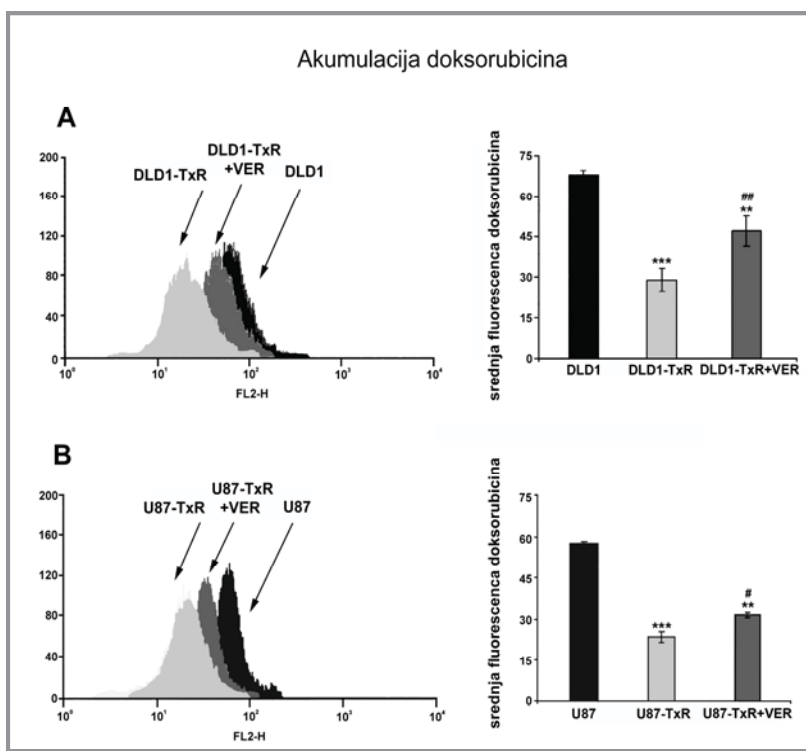 Akumulacija doksorubicina
A
200
160
120
80
40
0
DLD1-TxR
DLD1-TxR
+VER
DLD1
10⁰
10¹
10²
10³
10⁴
FL2-H
srednja fluorescenca doksorubicina
75
60
45
30
15
0
***
##
**
DLD1
DLD1-TxR
DLD1-TxR+VER
B
200
160
120
80
40
0
U87-TxR
U87-TxR
+VER
U87
10⁰
10¹
10²
10³
10⁴
FL2-H
srednja fluorescenca doksorubicina
75
60
45
30
15
0
***
#
**
U87
U87-TxR
U87-TxR+VER